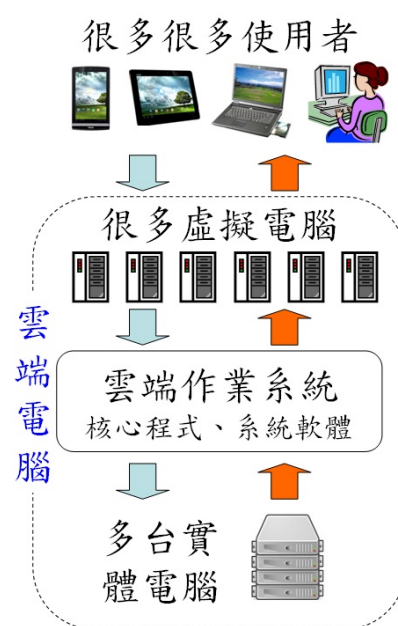 很多很多使用者
很多虛擬電腦
雲端電腦
雲端作業系統
核心程式、系統軟體
多台實
體電腦